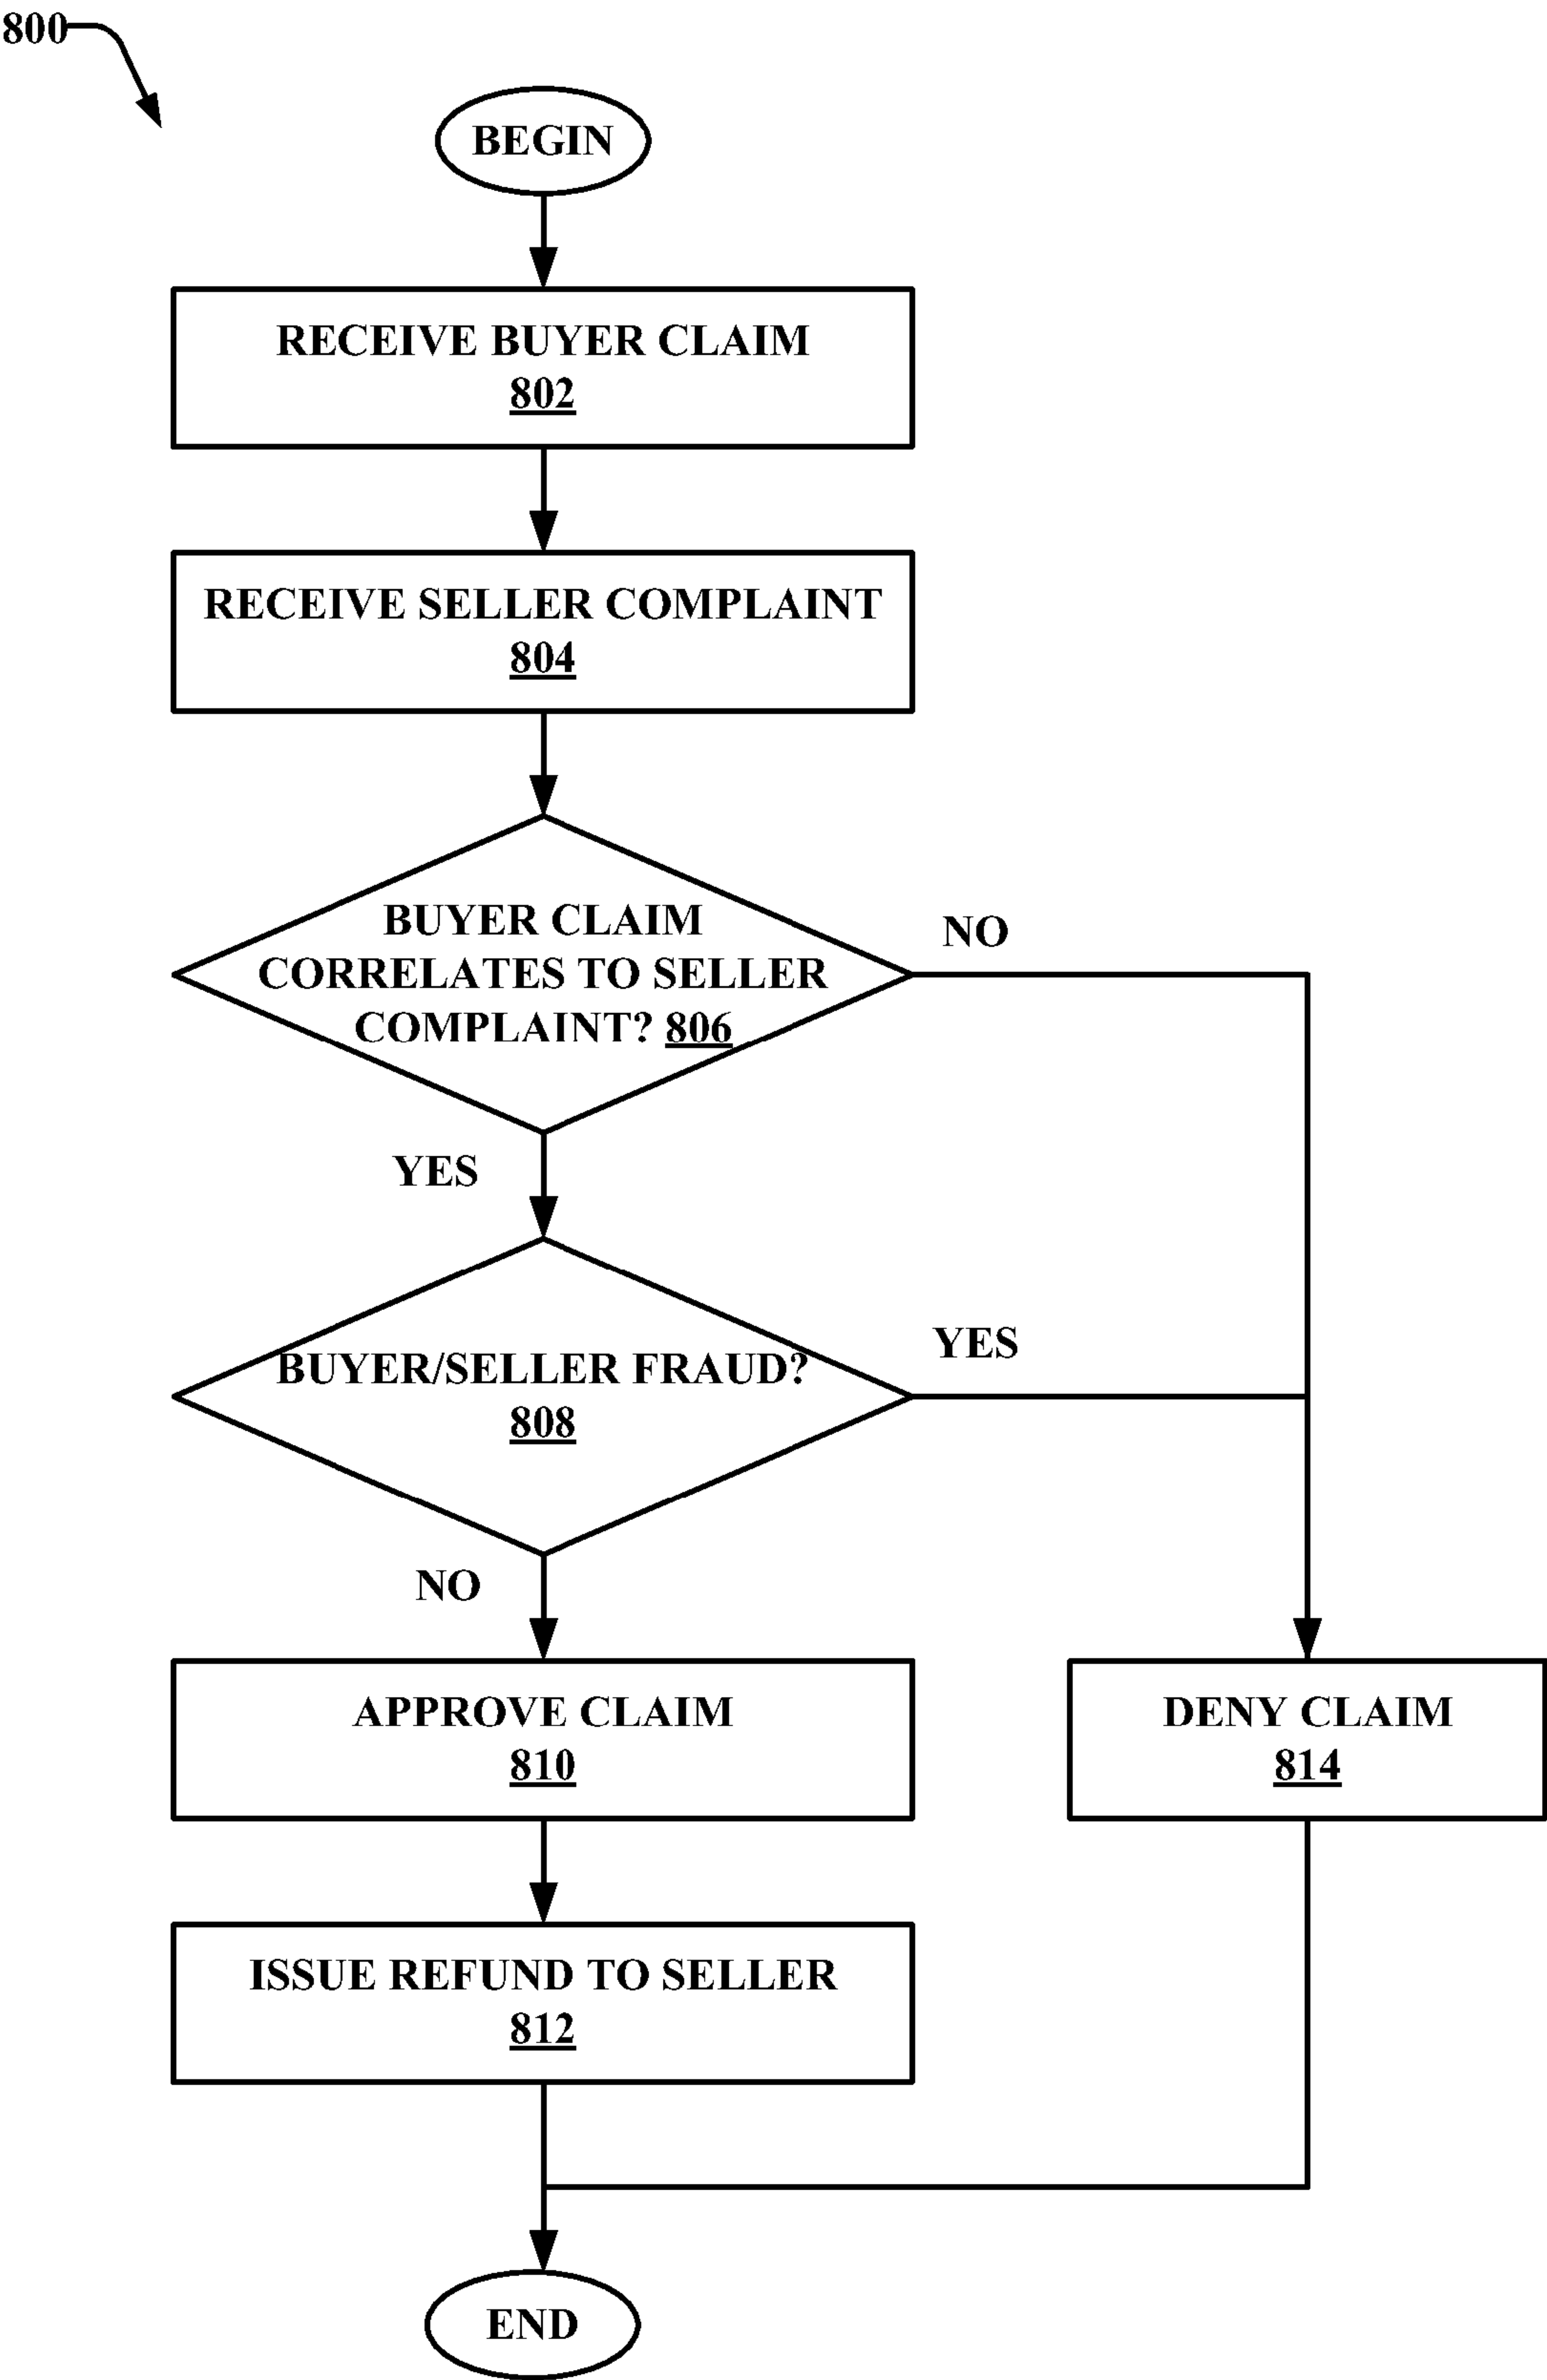 800
BEGIN
RECEIVE BUYER CLAIM
802
RECEIVE SELLER COMPLAINT
804
BUYER CLAIM
CORRELATES TO SELLER
COMPLAINT? 806
NO
YES
BUYER/SELLER FRAUD?
808
YES
NO
APPROVE CLAIM
810
DENY CLAIM
814
ISSUE REFUND TO SELLER
812
END